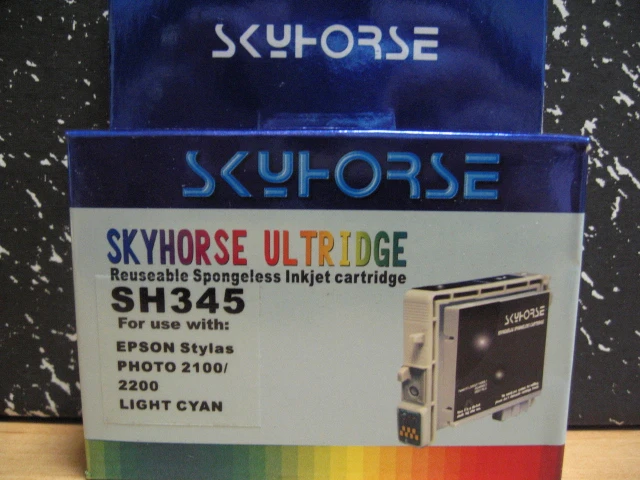 SKYHORSE
SKYHORSE
SKYHORSE ULTRIDGE
Reuseable Spongeless Inkjet cartridge
SH345
For use with:
EPSON Stylas
PHOTO 2100/
2200
LIGHT CYAN
SKYHORSE